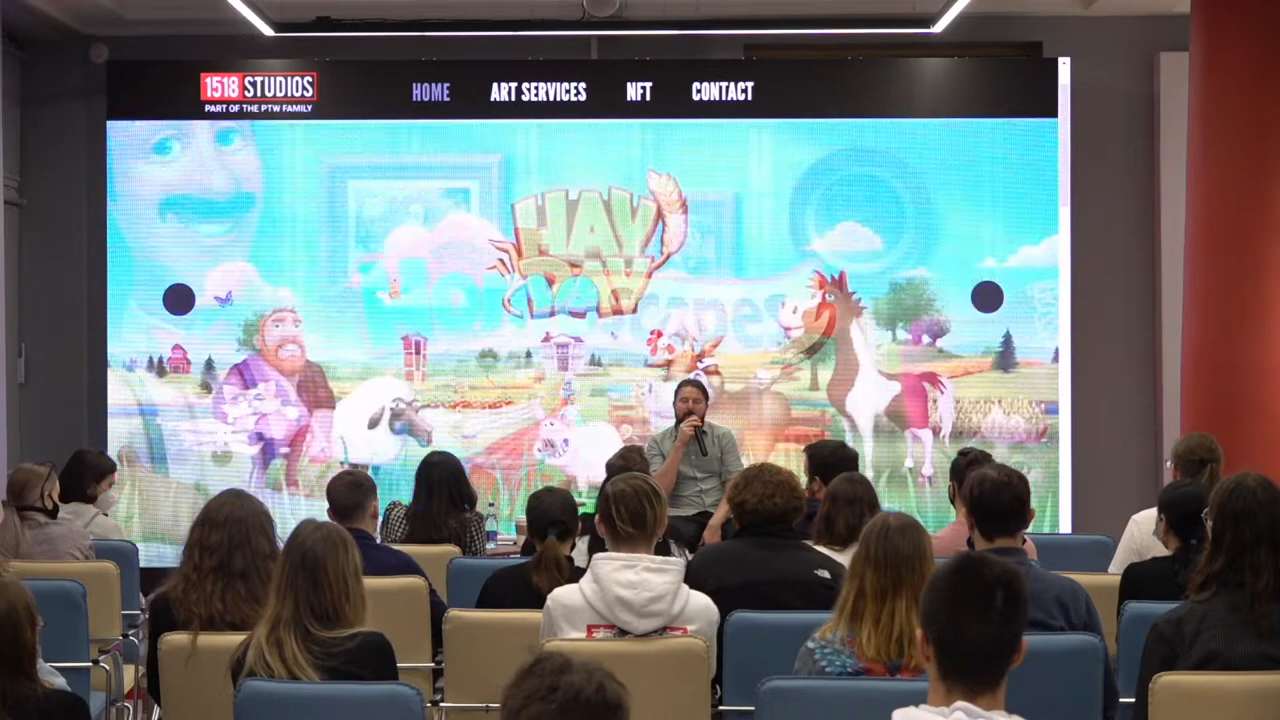 1518 STUDIOS
PART OF THE PTW FAMILY
HOME ART SERVICES NFT CONTACT
HAY
DAY